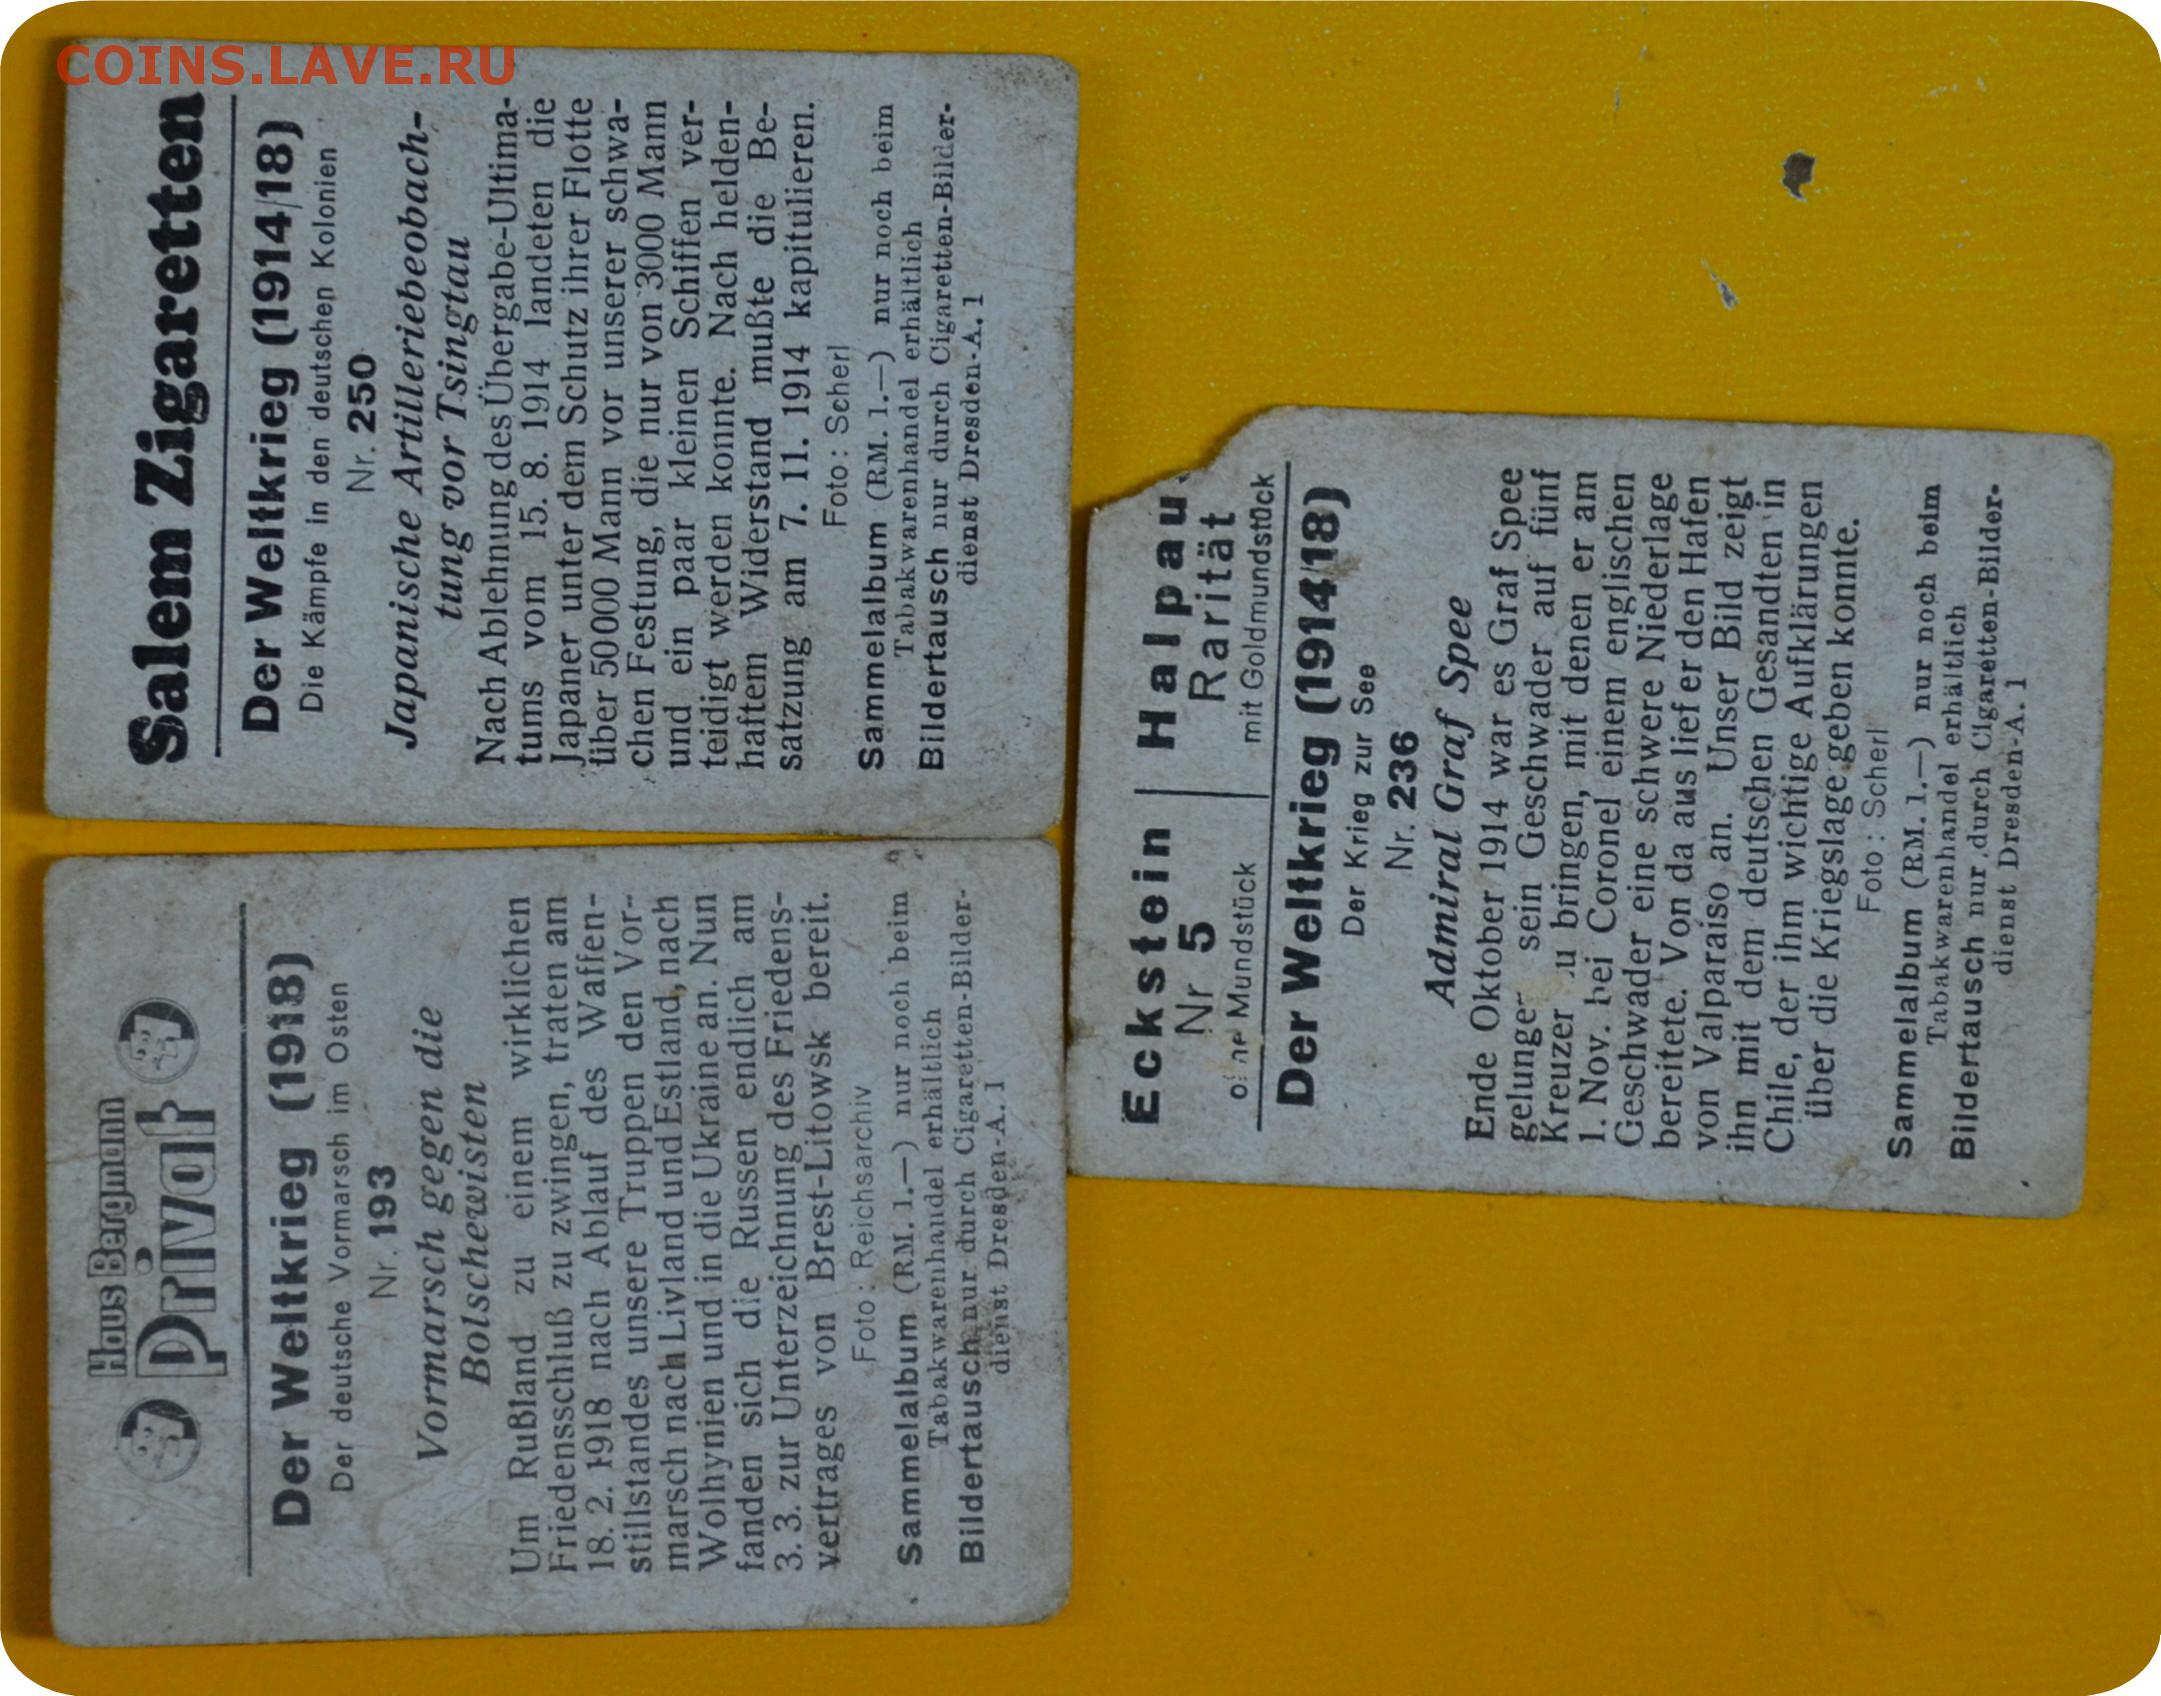 COINS.LAVE.RU
Haus Bergmann
Privat
Der Weltkrieg (1918)
Der deutsche Vormarsch im Osten
Nr. 193
Vormarsch gegen die
Bolschewisten
Um Rußland zu einem wirklichen
Friedensschluß zu zwingen, traten am
18. 2. 1918 nach Ablauf des Waffen-
stillstandes unsere Truppen den Vor-
marsch nach Livland und Estland, nach
Wolhynien und in die Ukraine an. Nun
fanden sich die Russen endlich am
3. 3. zur Unterzeichnung des Friedens-
vertrages von Brest-Litowsk bereit.
Foto: Reichsarchiv
Sammelalbum (RM. 1.—) nur noch beim
Tabakwarenhandel erhältlich
Bildertausch nur durch Cigaretten-Bilder-
dienst Dresden-A. 1
Salem Zigaretten
Der Weltkrieg (1914/18)
Die Kämpfe in den deutschen Kolonien
Nr. 250
Japanische Artilleriebeobach-
tung vor Tsingtau
Nach Ablehnung des Übergabe-Ultima-
tums vom 15. 8. 1914 landeten die
Japaner unter dem Schutz ihrer Flotte
über 50000 Mann vor unserer schwa-
chen Festung, die nur von 3000 Mann
und ein paar kleinen Schiffen ver-
teidigt werden konnte. Nach helden-
haftem Widerstand mußte die Be-
satzung am 7. 11. 1914 kapitulieren.
Foto: Scherl
Sammelalbum (RM. 1.—) nur noch beim
Tabakwarenhandel erhältlich
Bildertausch nur durch Cigaretten-Bilder-
dienst Dresden-A. 1
Eckstein Halpau
Nr 5 Rarität
Mundstück mit Goldmundstück
Der Weltkrieg (1914/18)
Der Krieg zur See
Nr. 236
Admiral Graf Spee
Ende Oktober 1914 war es Graf Spee
gelungen sein Geschwader auf fünf
Kreuzer zu bringen, mit denen er am
1. Nov. bei Coronel einem englischen
Geschwader eine schwere Niederlage
bereitete. Von da aus lief er den Hafen
von Valparaiso an. Unser Bild zeigt
ihn mit dem deutschen Gesandten in
Chile, der ihm wichtige Aufklärungen
über die Kriegslage geben konnte.
Foto: Scherl
Sammelalbum (RM. 1.—) nur noch beim
Tabakwarenhandel erhältlich
Bildertausch nur durch Cigaretten-Bilder-
dienst Dresden-A. 1